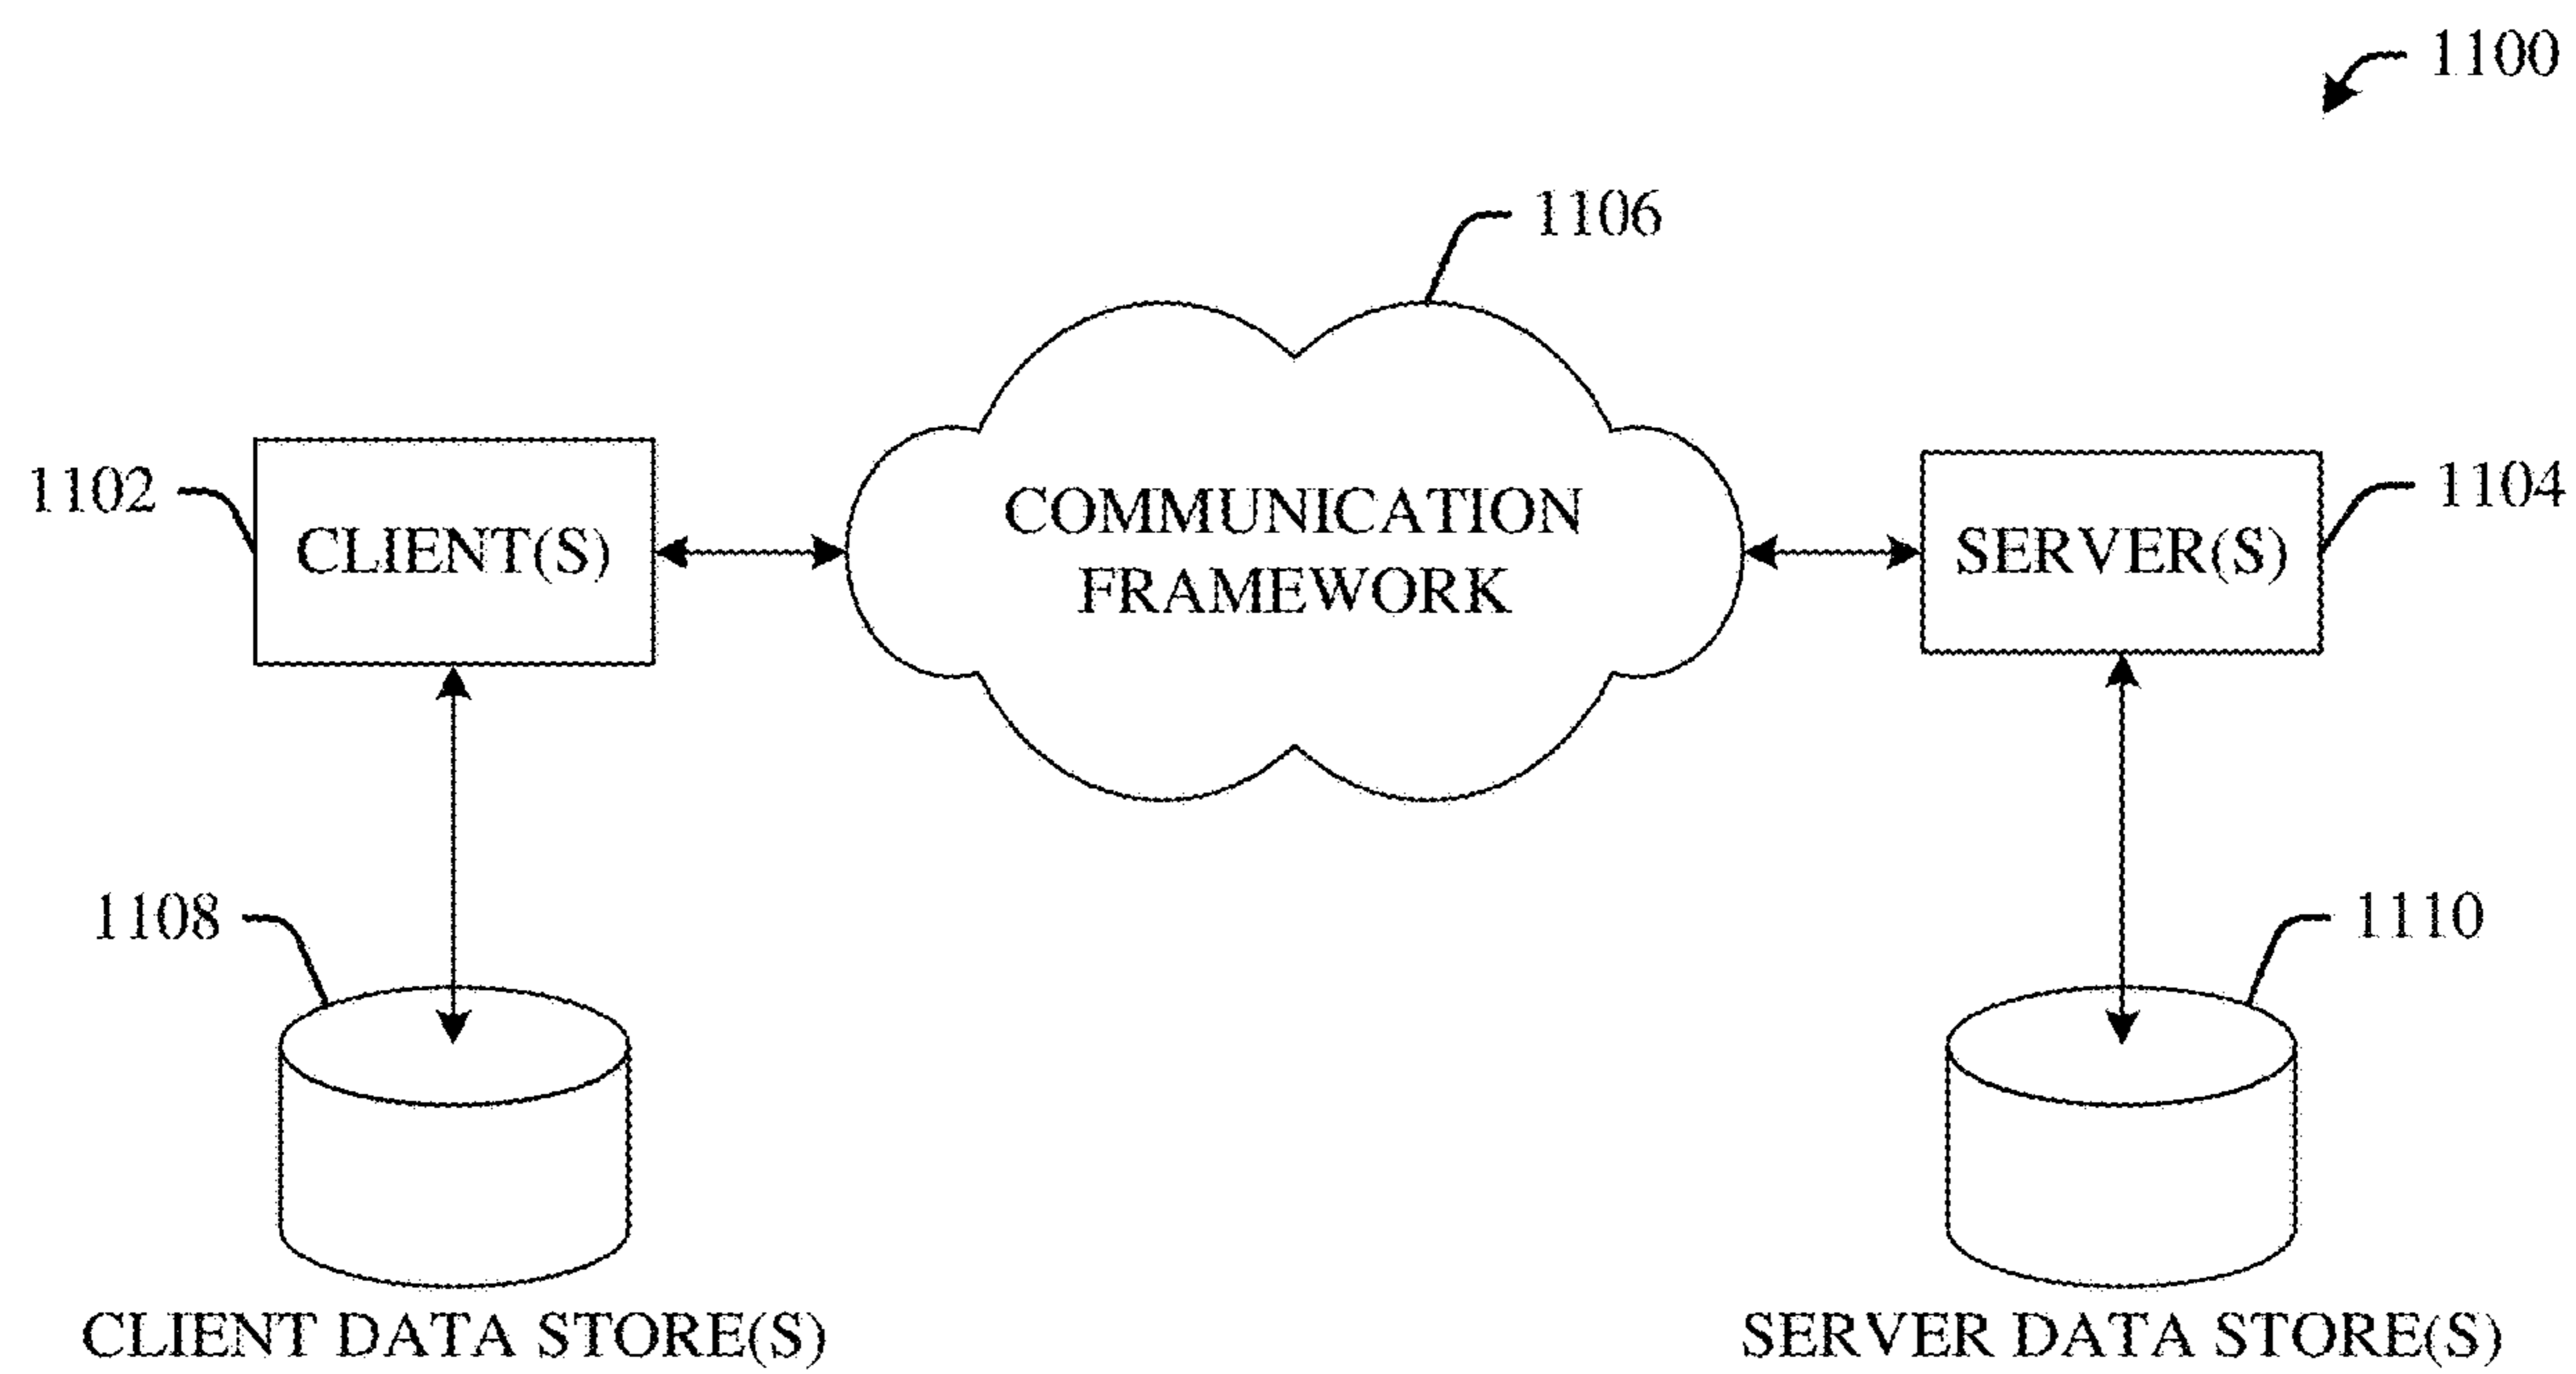 1100
1106
1102
CLIENT(S)
COMMUNICATION
FRAMEWORK
SERVER(S)
1104
1108
1110
CLIENT DATA STORE(S)
SERVER DATA STORE(S)